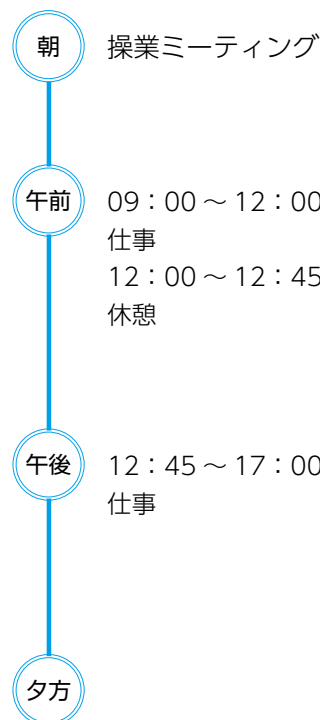 朝 操業ミーティング
午前 09：00～12：00
仕事
12：00～12：45
休憩
午後 12：45～17：00
仕事
夕方